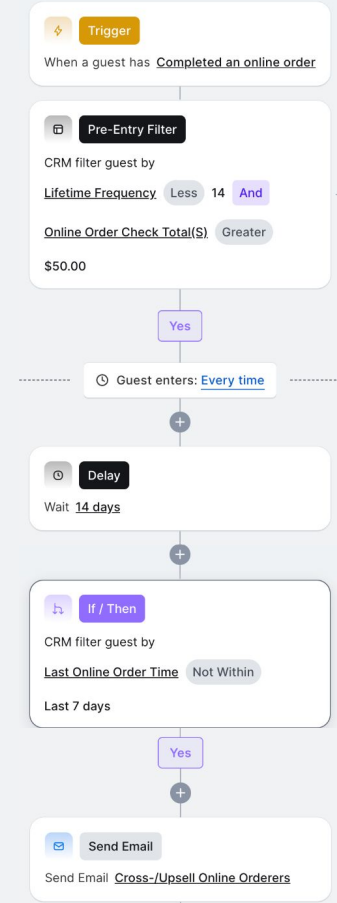 Trigger
When a guest has Completed an online order
Pre-Entry Filter
CRM filter guest by
Lifetime Frequency Less 14 And
Online Order Check Total(S) Greater
$50.00
Yes
Guest enters: Every time
Delay
Wait 14 days
If / Then
CRM filter guest by
Last Online Order Time Not Within
Last 7 days
Yes
Send Email
Send Email Cross-/Upsell Online Orderers